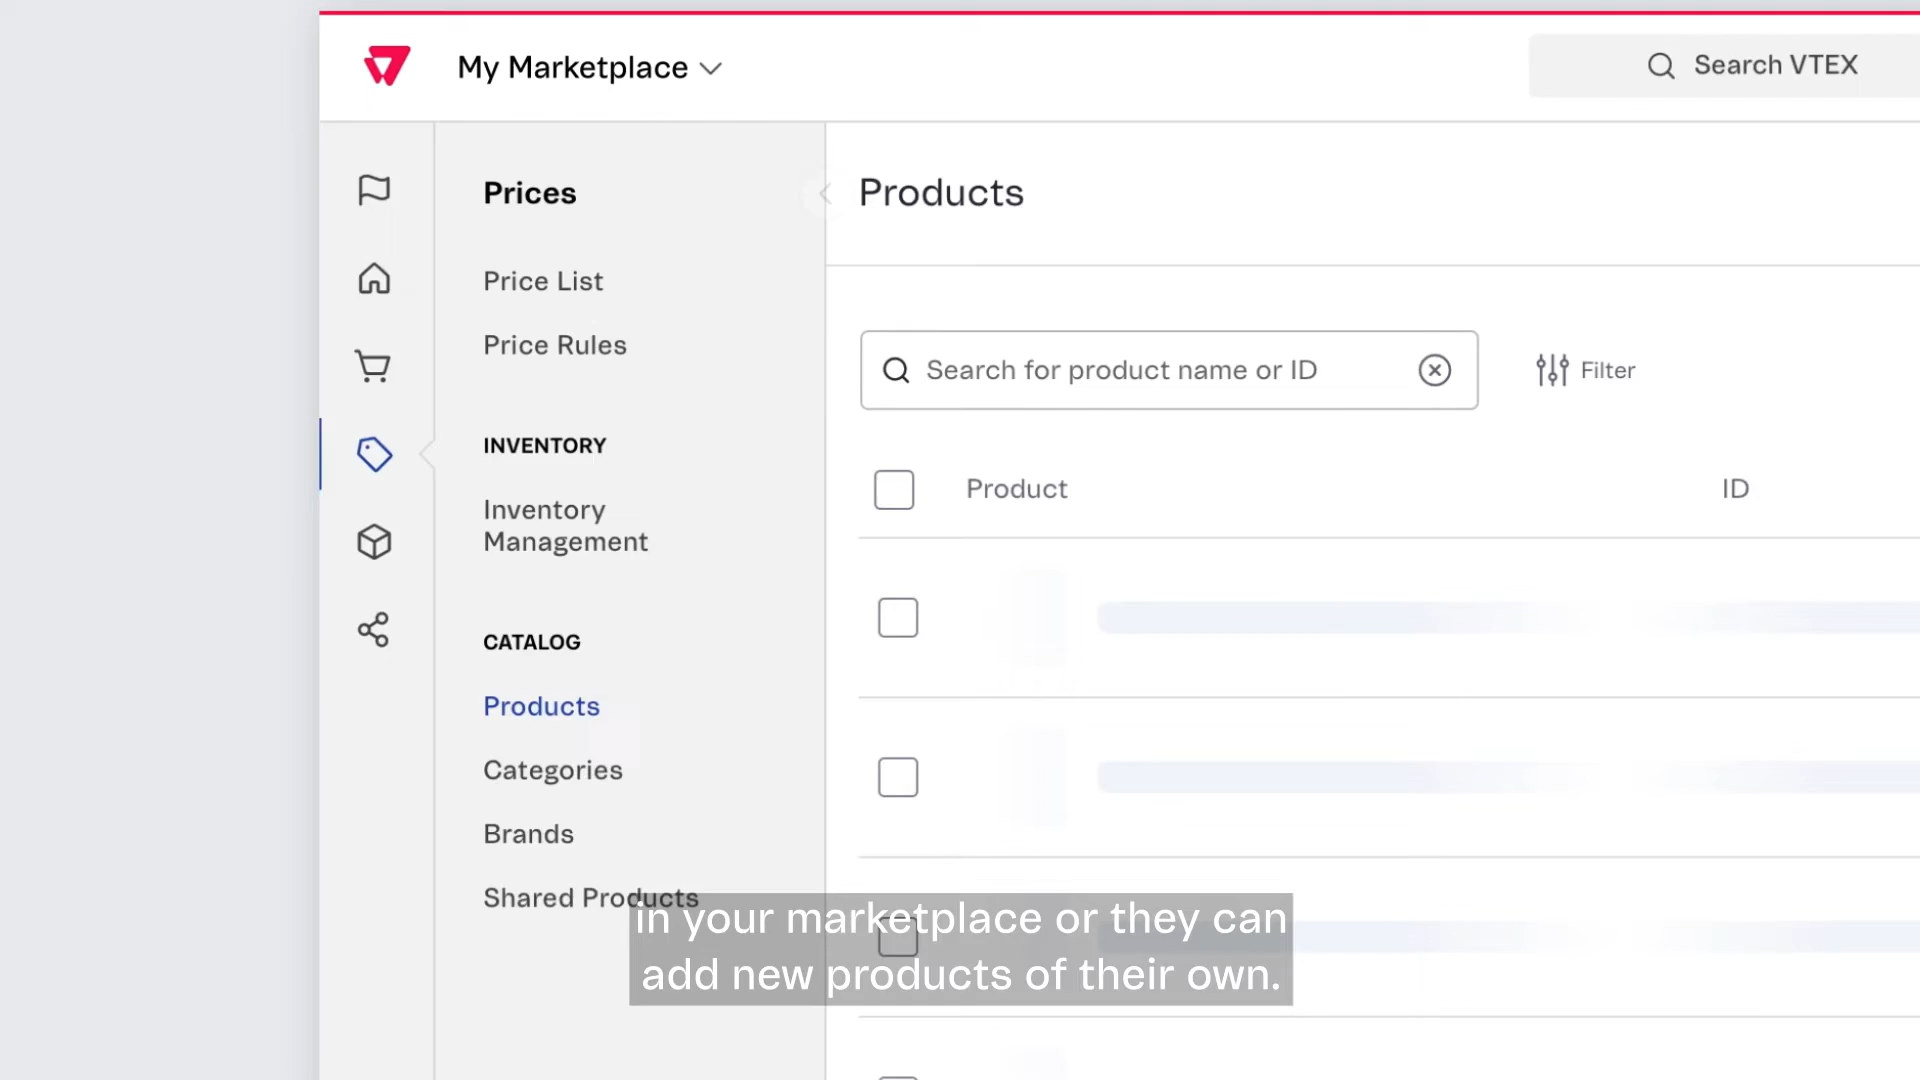 My Marketplace
Search VTEX
Prices
Price List
Price Rules
INVENTORY
Inventory
Management
CATALOG
Products
Categories
Brands
Shared Products
Products
Search for product name or ID
Filter
Product
ID
in your marketplace or they can
add new products of their own.